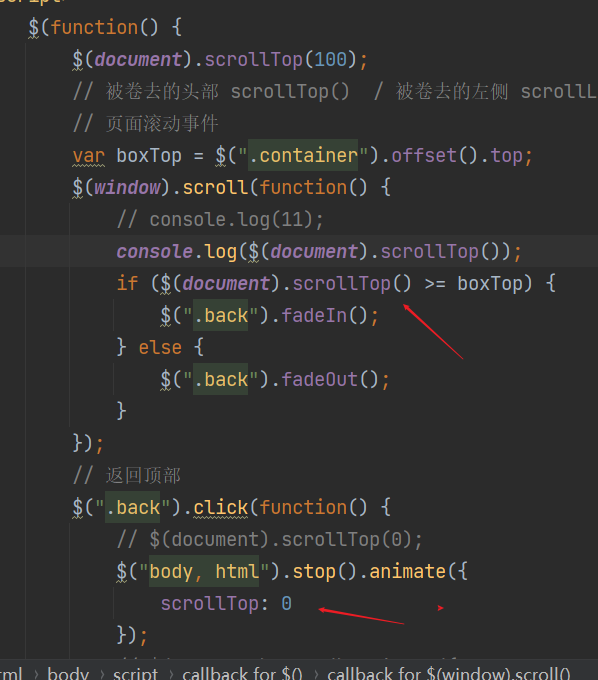 $(function() {
$(document).scrollTop(100);
// 被卷去的头部 scrollTop()  / 被卷去的左侧 scrollL
// 页面滚动事件
var boxTop = $(".container").offset().top;
$(window).scroll(function() {
// console.log(11);
console.log($(document).scrollTop());
if ($(document).scrollTop() >= boxTop) {
$(".back").fadeIn();
} else {
$(".back").fadeOut();
}
});
// 返回顶部
$(".back").click(function() {
// $(document).scrollTop(0);
$("body, html").stop().animate({
scrollTop: 0
});
tml › body › script › callback for $() › callback for $(window).scroll()